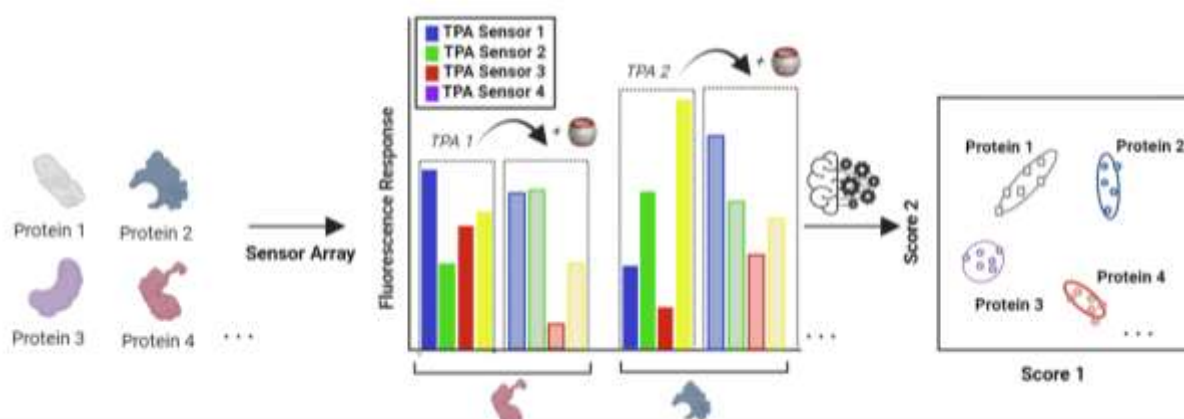 Protein 1
Protein 2
Protein 3
Protein 4
...
Sensor Array
Fluorescence Response
TPA Sensor 1
TPA Sensor 2
TPA Sensor 3
TPA Sensor 4
TPA 1
+
TPA 2
+
...
Score 2
Protein 1
Protein 2
Protein 3
Protein 4
...
Score 1